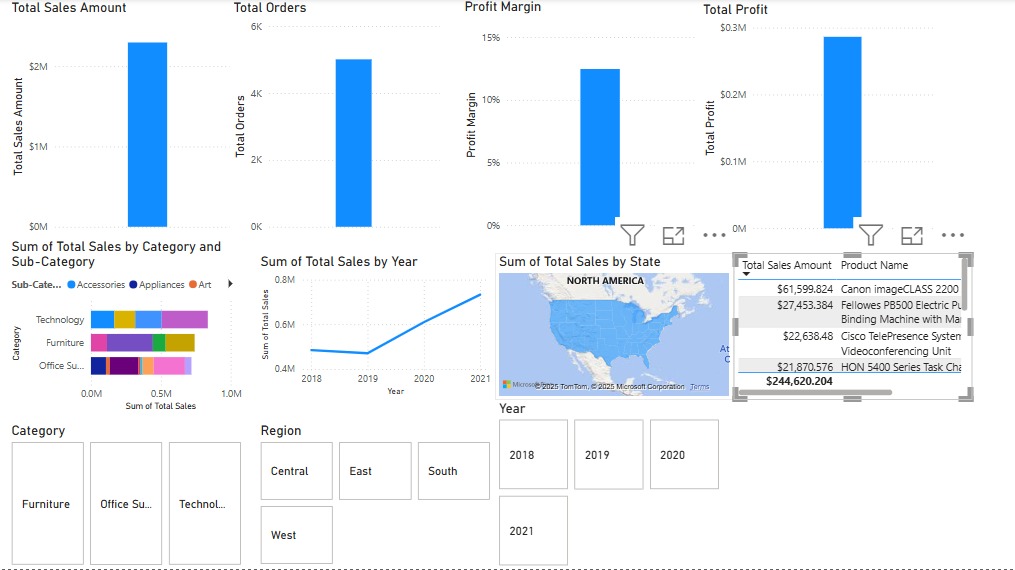 Total Sales Amount
Total Sales Amount
$2M
$1M
$0M
Total Orders
Total Orders
6K
4K
2K
0K
Profit Margin
Profit Margin
15%
10%
5%
0%
Total Profit
Total Profit
$0.3M
$0.2M
$0.1M
0M
Sum of Total Sales by Category and
Sub-Category
Sub-Cate... Accessories Appliances Art
Category
Technology
Furniture
Office Su...
0.0M 0.5M 1.0M
Sum of Total Sales
Sum of Total Sales by Year
Sum of Total Sales
0.8M
0.6M
0.4M
2018 2019 2020 2021
Year
Sum of Total Sales by State
NORTH AMERICA
At
©2025 TomTom, © 2025 Microsoft Corporation Terms
Total Sales Amount Product Name
$61,599.824 Canon imageCLASS 2200
$27,453.384 Fellowes PB500 Electric Pu
Binding Machine with Ma
$22,638.48 Cisco TelePresence System
Videoconferencing Unit
$21,870.576 HON 5400 Series Task Cha
$244,620.204
Category
Furniture
Office Su...
Technol...
Region
Central
East
South
West
Year
2018
2019
2020
2021